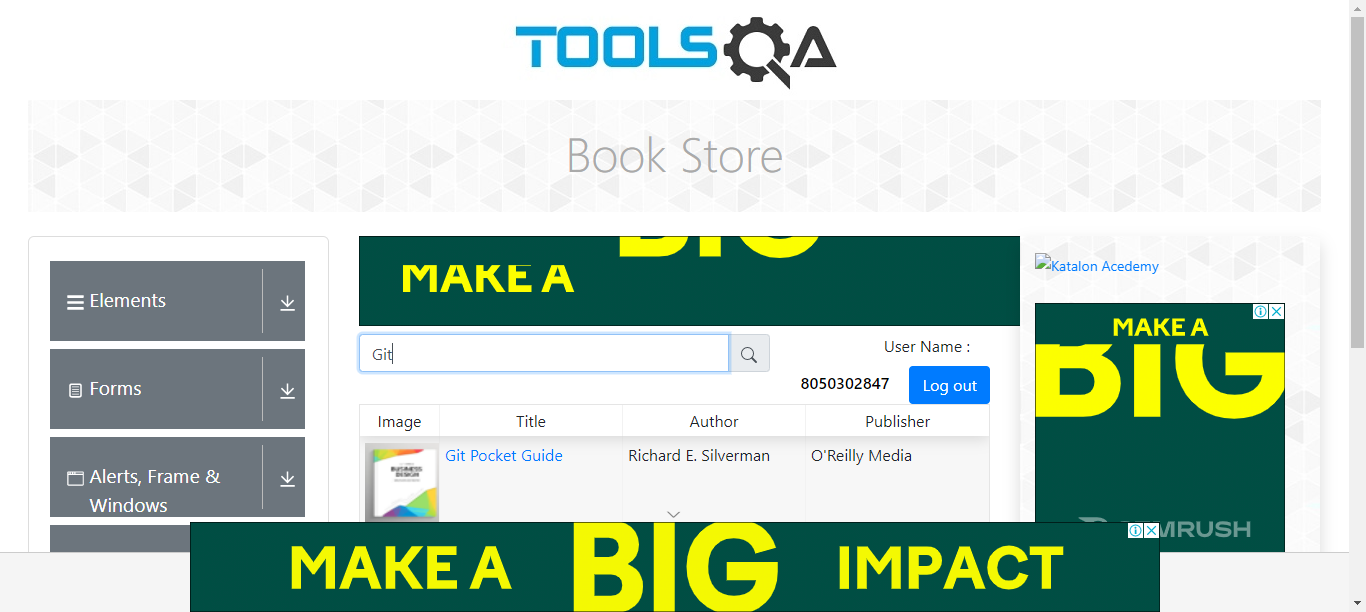 TOOLSQA
Book Store
Elements
Forms
Alerts, Frame &
Windows
BIG
MAKE A
Git
User Name :
8050302847
Log out
Image
Title
Author
Publisher
BUSINESS
DESIGN
Git Pocket Guide
Richard E. Silverman
O'Reilly Media
Katalon Acedemy
MAKE A
BIG
MRUSH
MAKE A
BIG
IMPACT